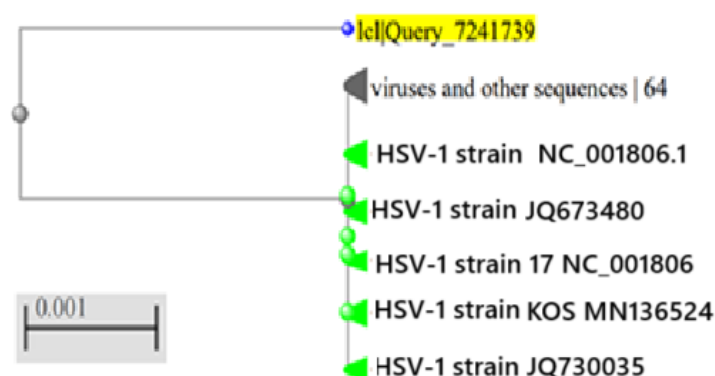 lcl|Query_7241739
viruses and other sequences | 64
HSV-1 strain NC_001806.1
HSV-1 strain JQ673480
HSV-1 strain 17 NC_001806
HSV-1 strain KOS MN136524
HSV-1 strain JQ730035
0.001